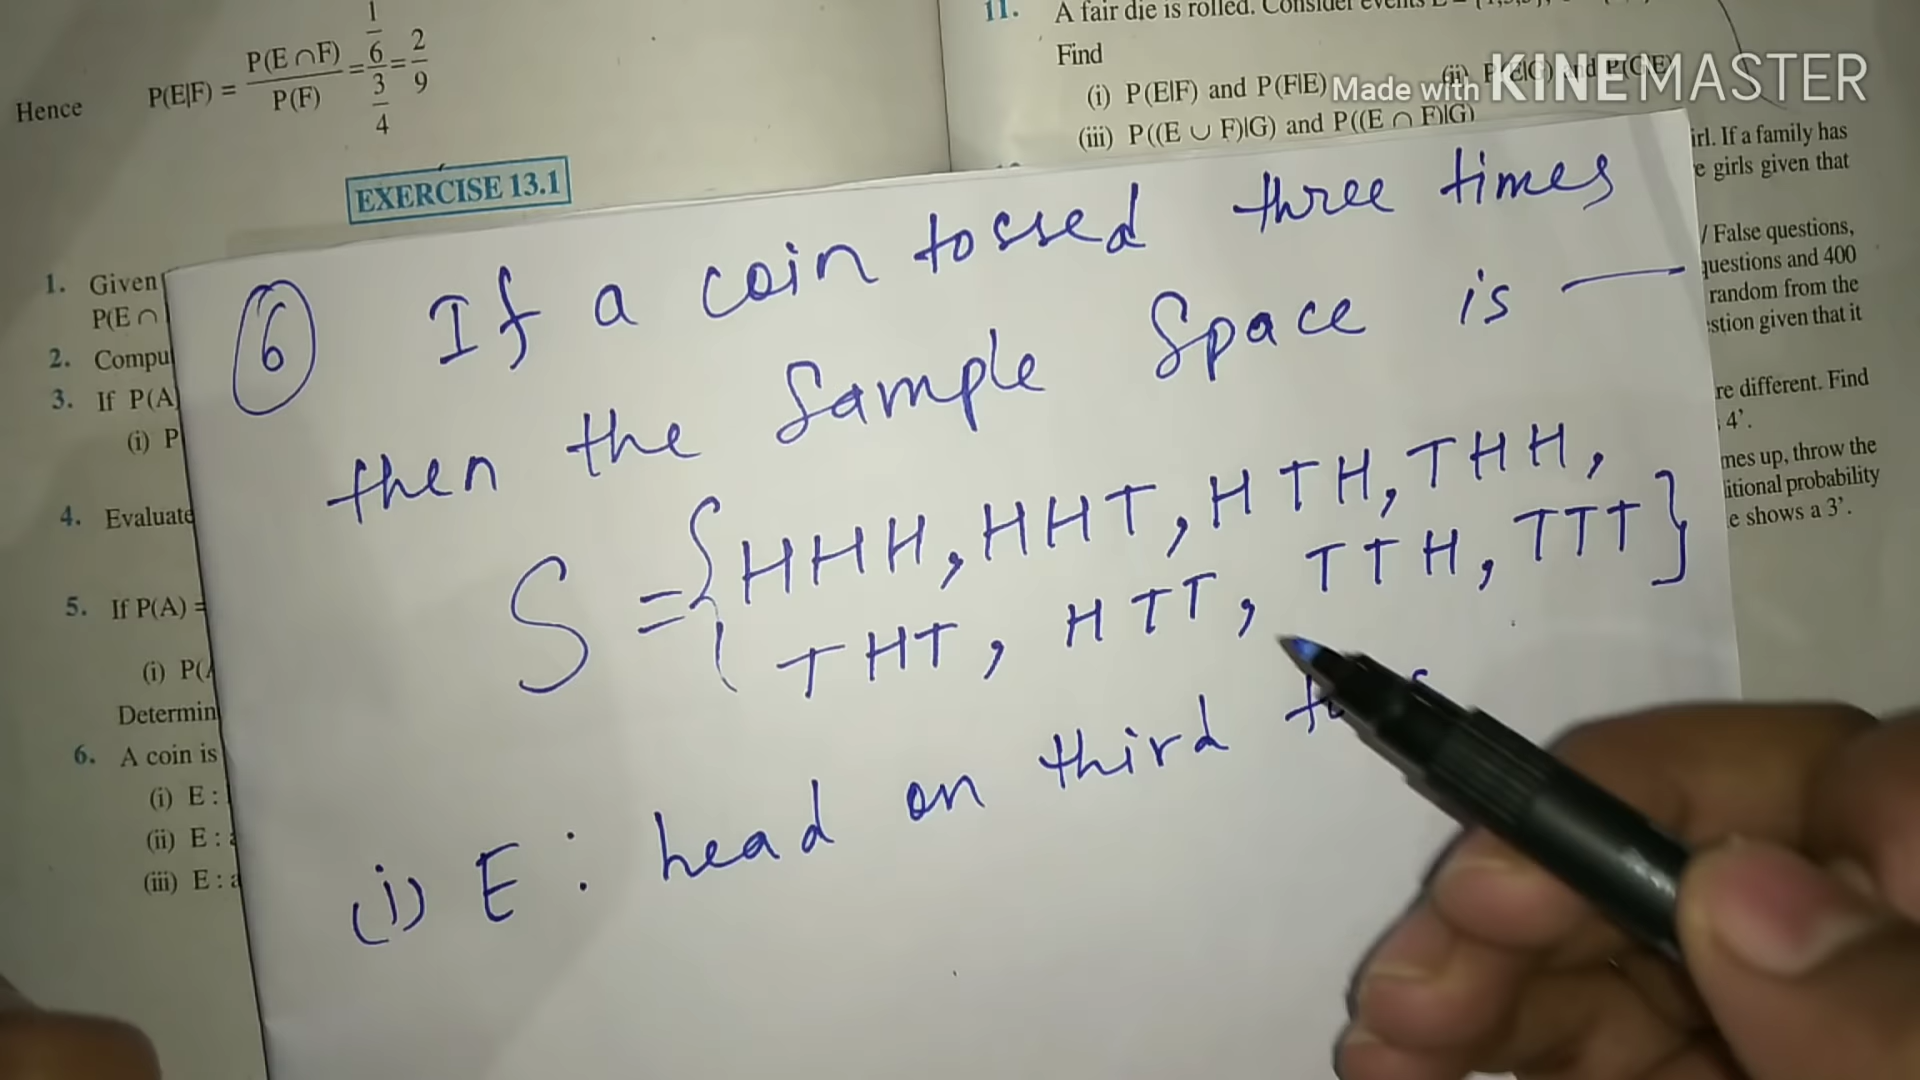 Hence P(E|F) = P(E ∩ F) / P(F) = 1/6 / 3/4 = 2/9
EXERCISE 13.1
1. Given
P(E ∩
2. Compu
3. If P(A)
(i) P
4. Evaluate
5. If P(A) =
(i) P(A
Determin
6. A coin is
(i) E :
(ii) E :
(iii) E : a
11. A fair die is rolled. Consider events E =
Find
(i) P(E|F) and P(F|E) (ii) P(E|G) and P(G|E)
(iii) P((E ∪ F)|G) and P((E ∩ F)|G)
Made with KINEMASTER
irl. If a family has
e girls given that
/ False questions,
questions and 400
random from the
stion given that it
re different. Find
4’.
mes up, throw the
itional probability
e shows a 3’.
6 If a coin tossed three times
then the Sample Space is —
S = {HHH, HHT, HTH, THH,
THT, HTT, TTH, TTT}
(i) E : head on third